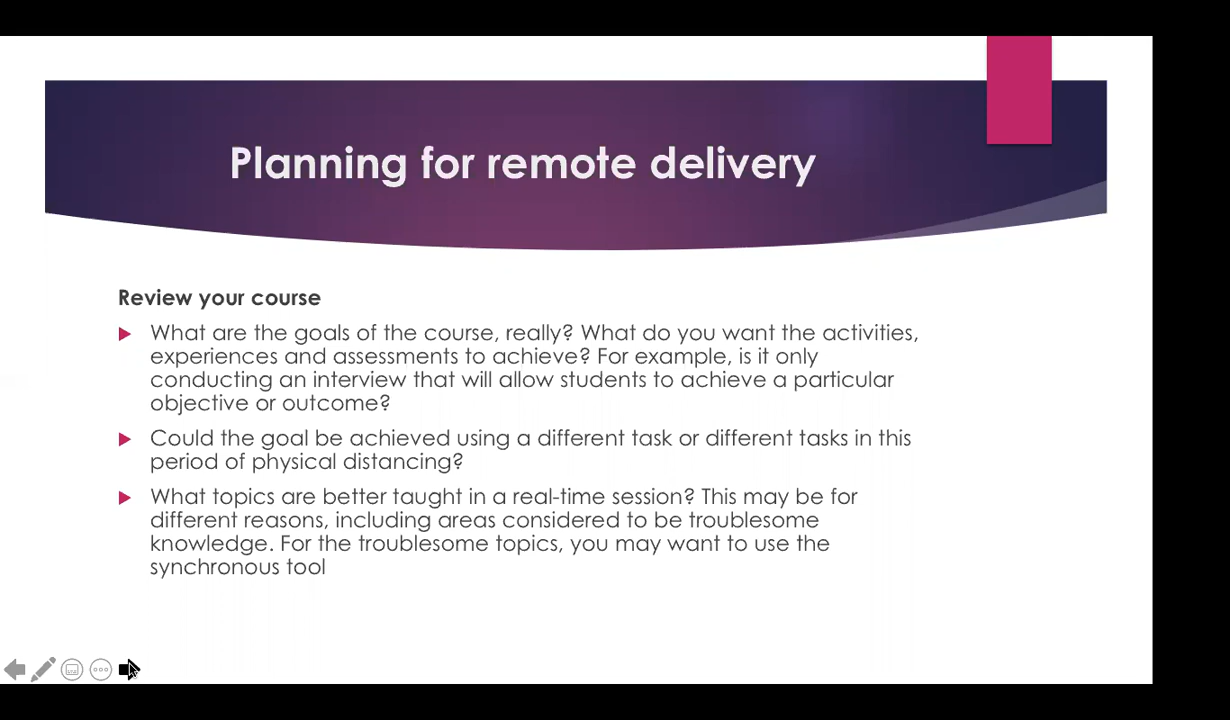 Planning for remote delivery
Review your course
What are the goals of the course, really? What do you want the activities,
experiences and assessments to achieve? For example, is it only
conducting an interview that will allow students to achieve a particular
objective or outcome?
Could the goal be achieved using a different task or different tasks in this
period of physical distancing?
What topics are better taught in a real-time session? This may be for
different reasons, including areas considered to be troublesome
knowledge. For the troublesome topics, you may want to use the
synchronous tool